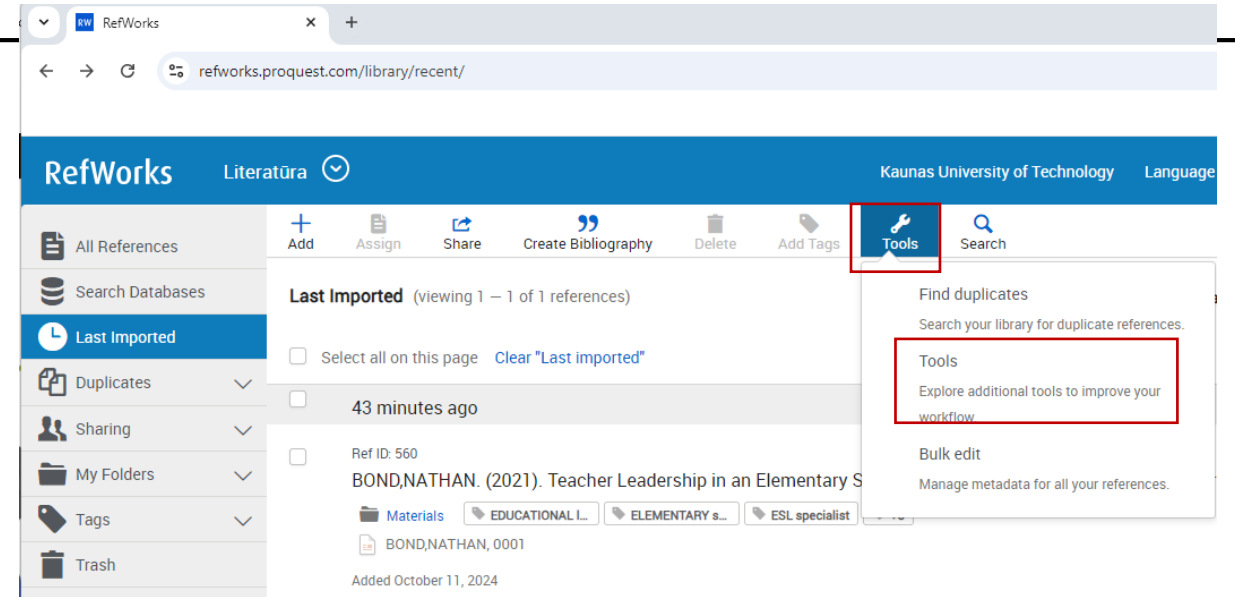 RW RefWorks
refworks.proquest.com/library/recent/
RefWorks Literatūra Kaunas University of Technology Language
Add Assign Share Create Bibliography Delete Add Tags Tools Search
All References
Search Databases
Last Imported
Duplicates
Sharing
My Folders
Tags
Trash
Last Imported (viewing 1 – 1 of 1 references)
Select all on this page Clear "Last imported"
43 minutes ago
Ref ID: 560
BOND,NATHAN. (2021). Teacher Leadership in an Elementary S
Materials EDUCATIONAL l... ELEMENTARY s... ESL specialist
BOND,NATHAN, 0001
Added October 11, 2024
Find duplicates
Search your library for duplicate references.
Tools
Explore additional tools to improve your
workflow.
Bulk edit
Manage metadata for all your references.